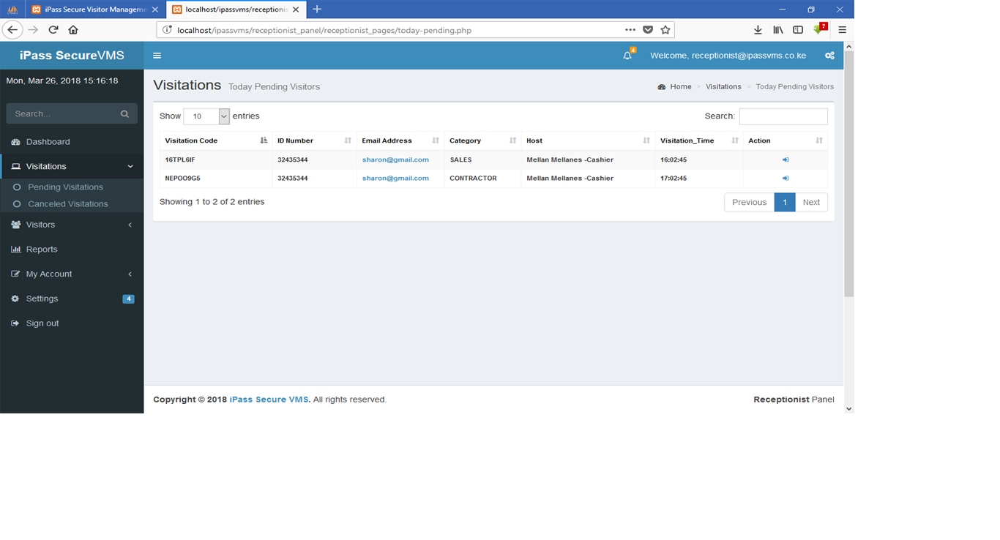 iPass Secure Visitor Manageme
localhost/ipassvms/receptionis
localhost/ipassvms/receptionist_panel/receptionist_pages/today-pending.php
?
iPass SecureVMS
4
Welcome, receptionist@ipassvms.co.ke
Mon, Mar 26, 2018 15:16:18
Visitations Today Pending Visitors
Home > Visitations > Today Pending Visitors
Search...
Dashboard
Visitations
Pending Visitations
Canceled Visitations
Visitors
Reports
My Account
Settings 4
Sign out
Show 10 entries
Search:
Visitation Code ID Number Email Address Category Host Visitation_Time Action
16TPL6IF 32435344 sharon@gmail.com SALES Mellan Mellanes -Cashier 16:02:45
NEPOO9G5 32435344 sharon@gmail.com CONTRACTOR Mellan Mellanes -Cashier 17:02:45
Showing 1 to 2 of 2 entries
Previous 1 Next
Copyright © 2018 iPass Secure VMS. All rights reserved.
Receptionist Panel